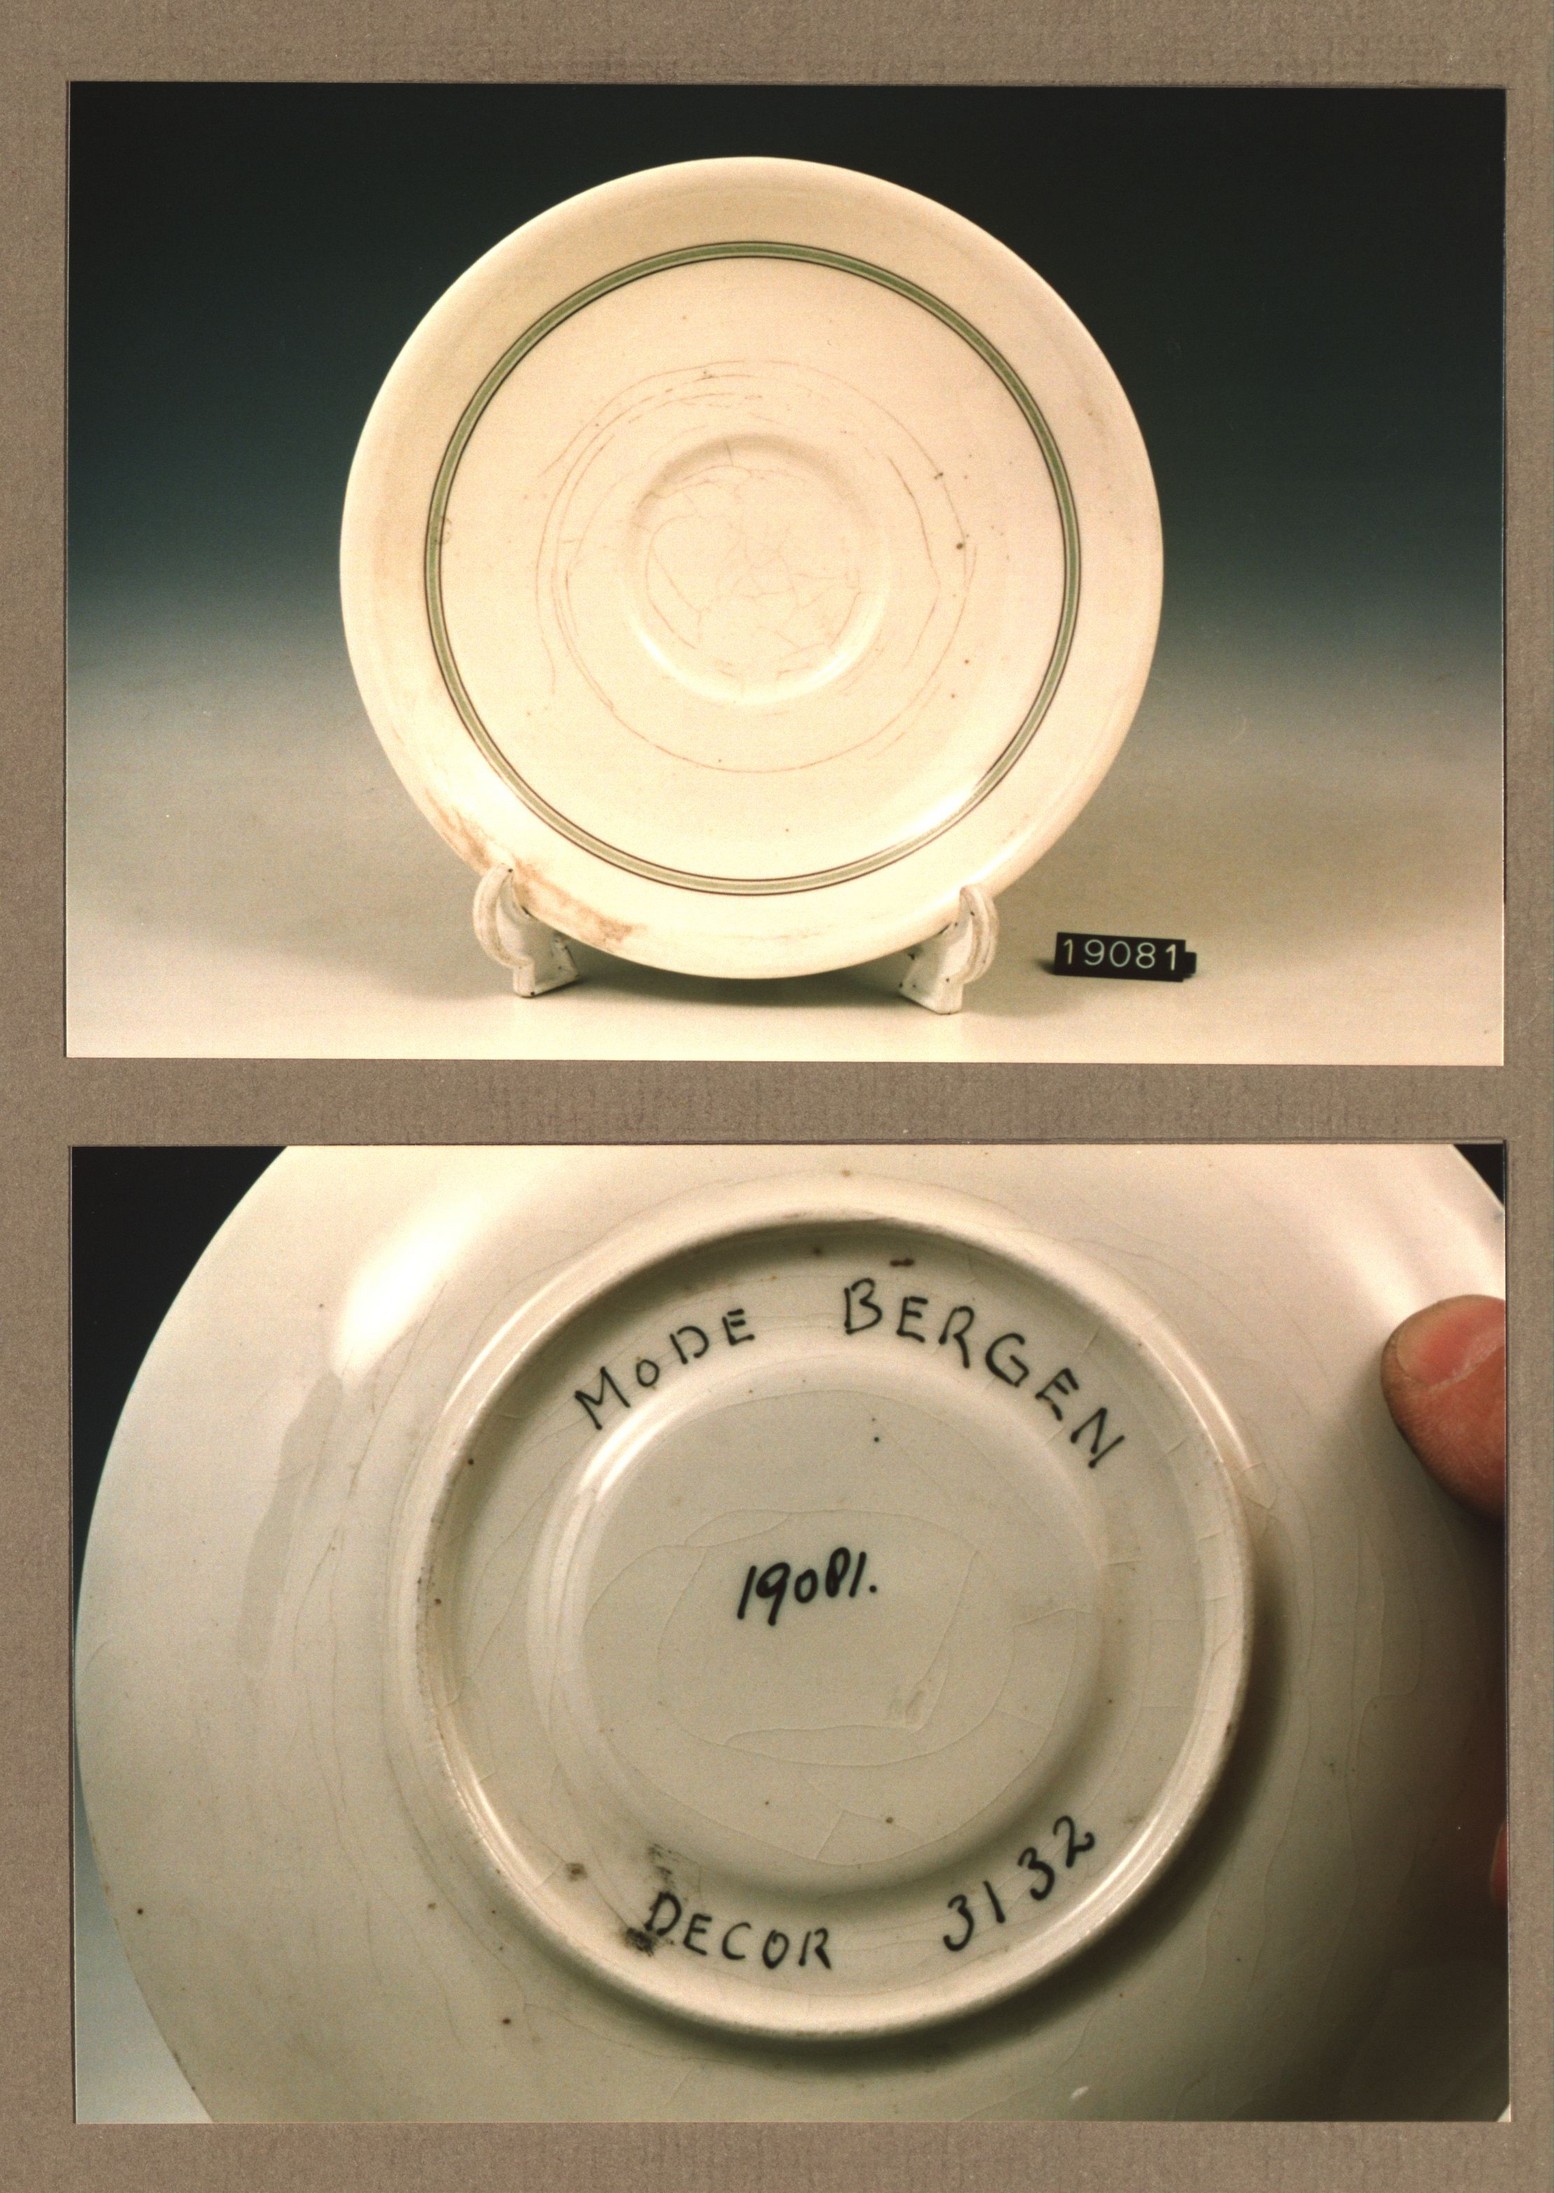 19081
MODE BERGEN
19081.
DECOR 3132